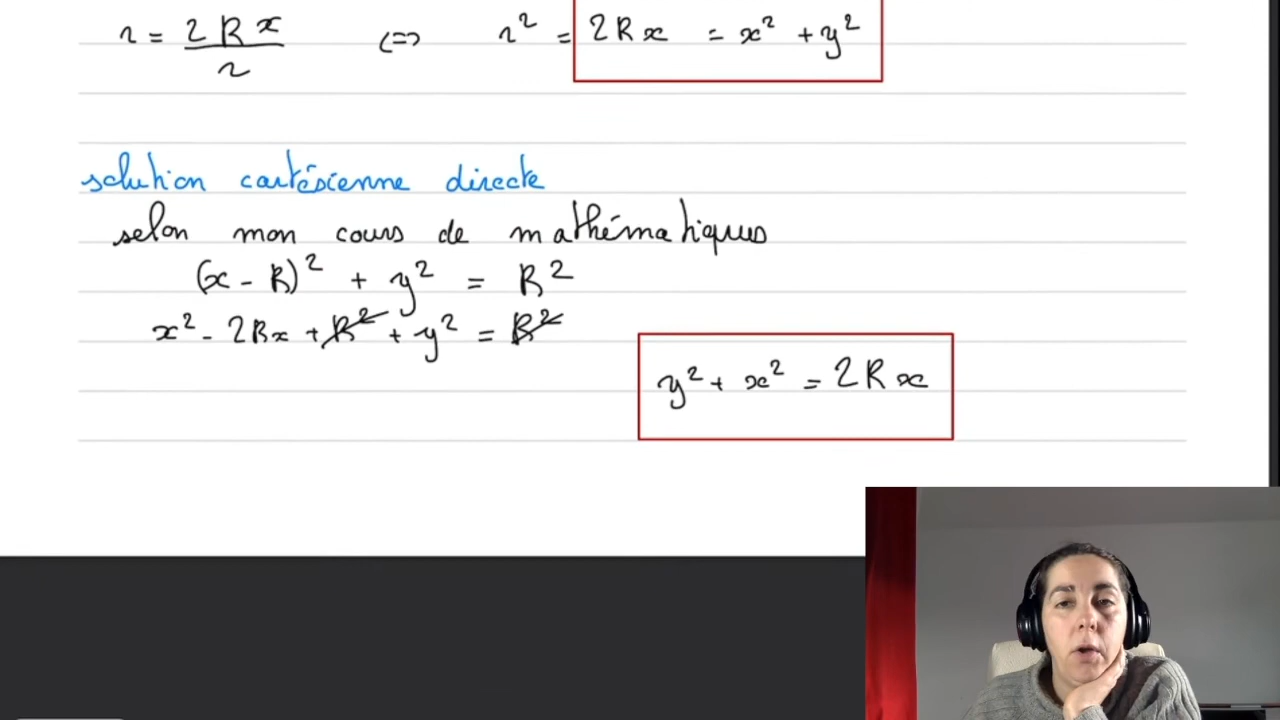 r = 2Rx / r <=> r² = 2Rx = x² + y²
solution cartésienne directe
selon mon cours de mathématiques
(x - R)² + y² = R²
x² - 2Rx + R² + y² = R²
y² + x² = 2Rx